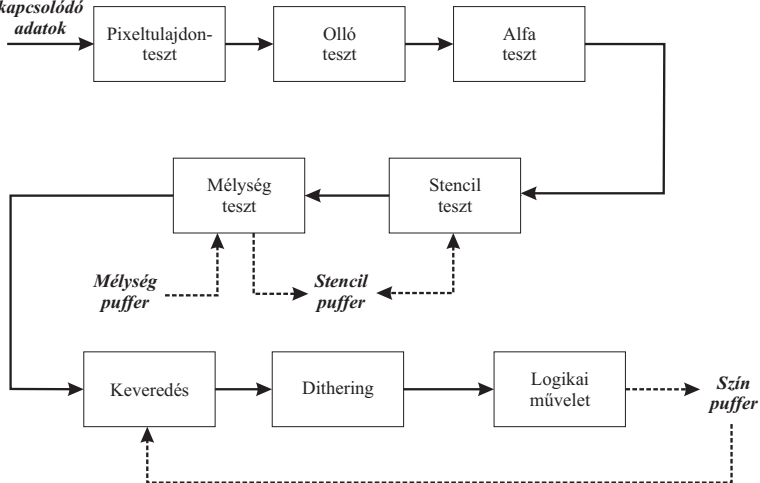 kapcsolódó
adatok
Pixeltulajdon-
teszt
Olló
teszt
Alfa
teszt
Mélység
teszt
Stencil
teszt
Mélység
puffer
Stencil
puffer
Keveredés
Dithering
Logikai
művelet
Szín
puffer